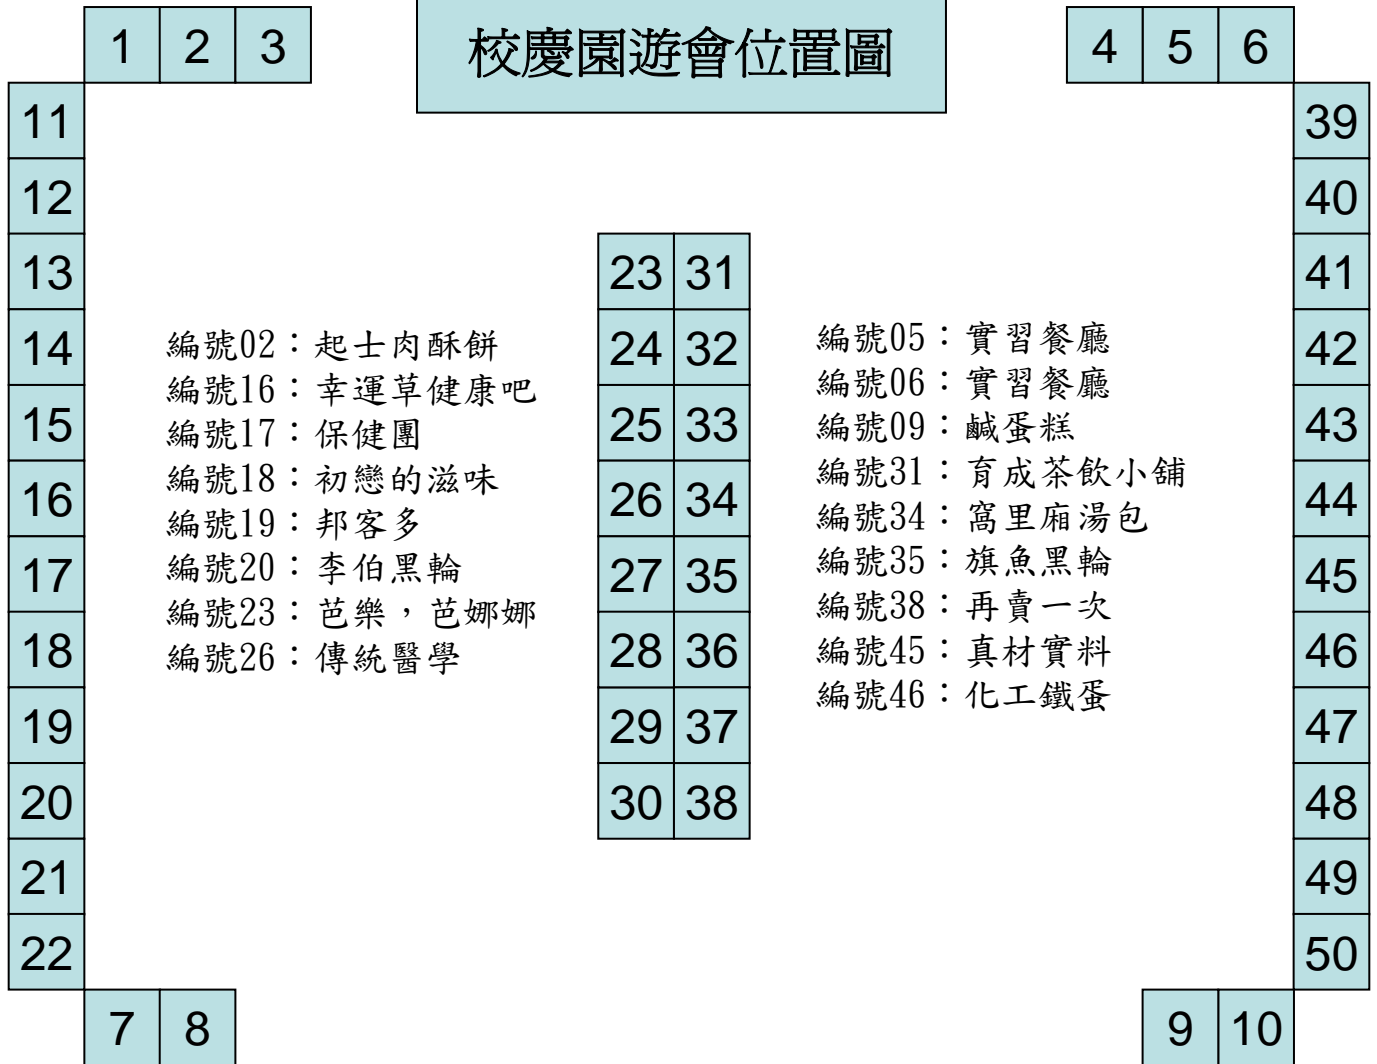 校慶園遊會位置圖
1 2 3
4 5 6
11
12
13
14
15
16
17
18
19
20
21
22
7 8
編號02：起士肉酥餅
編號16：幸運草健康吧
編號17：保健團
編號18：初戀的滋味
編號19：邦客多
編號20：李伯黑輪
編號23：芭樂，芭娜娜
編號26：傳統醫學
23 31
24 32
25 33
26 34
27 35
28 36
29 37
30 38
編號05：實習餐廳
編號06：實習餐廳
編號09：鹹蛋糕
編號31：育成茶飲小舖
編號34：窩里廂湯包
編號35：旗魚黑輪
編號38：再賣一次
編號45：真材實料
編號46：化工鐵蛋
39
40
41
42
43
44
45
46
47
48
49
50
9 10